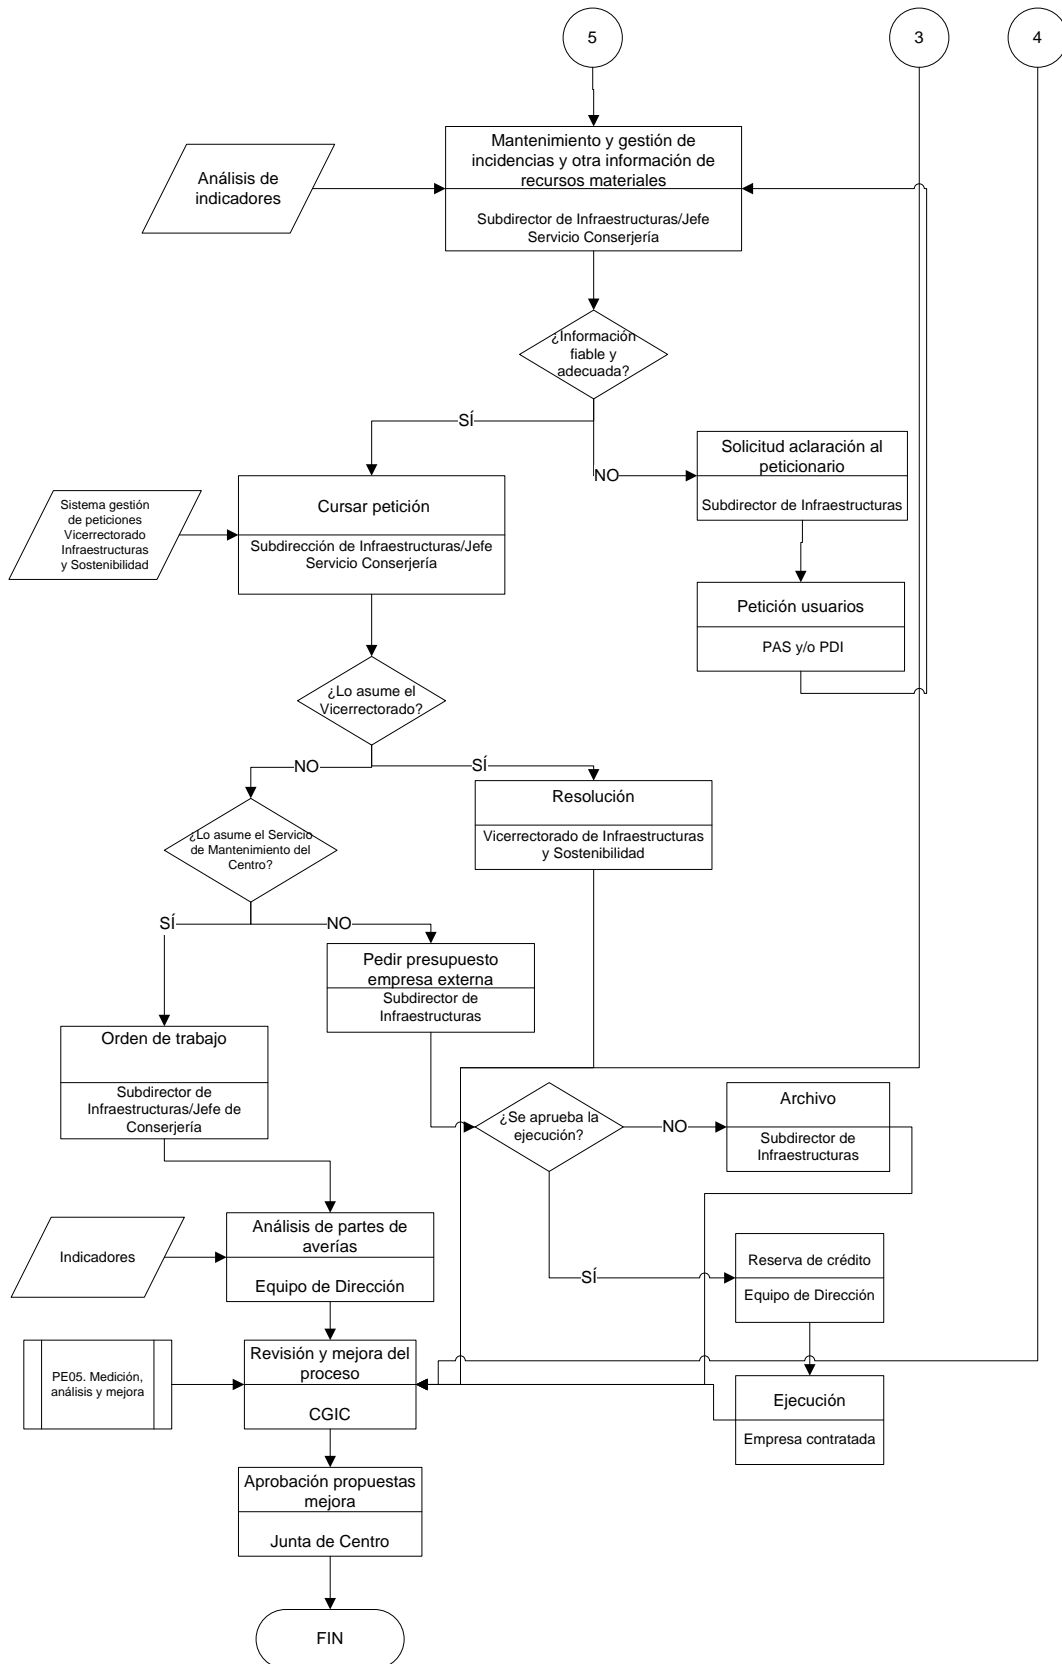 5
3
4
Mantenimiento y gestión de
incidencias y otra información de
recursos materiales
Subdirector de Infraestructuras/Jefe
Servicio Conserjería
Análisis de
indicadores
¿Información
fiable y
adecuada?
SÍ
NO
Solicitud aclaración al
peticionario
Subdirector de Infraestructuras
Sistema gestión
de peticiones
Vicerrectorado
Infraestructuras
y Sostenibilidad
Cursar petición
Subdirección de Infraestructuras/Jefe
Servicio Conserjería
Petición usuarios
PAS y/o PDI
¿Lo asume el
Vicerrectorado?
NO
SÍ
Resolución
Vicerrectorado de Infraestructuras
y Sostenibilidad
¿Lo asume el Servicio
de Mantenimiento del
Centro?
SÍ
NO
Pedir presupuesto
empresa externa
Subdirector de
Infraestructuras
Orden de trabajo
Subdirector de
Infraestructuras/Jefe de
Conserjería
¿Se aprueba la
ejecución?
NO
Archivo
Subdirector de
Infraestructuras
Indicadores
Análisis de partes de
averías
Equipo de Dirección
SÍ
Reserva de crédito
Equipo de Dirección
PE05. Medición,
análisis y mejora
Revisión y mejora del
proceso
CGIC
Ejecución
Empresa contratada
Aprobación propuestas
mejora
Junta de Centro
FIN